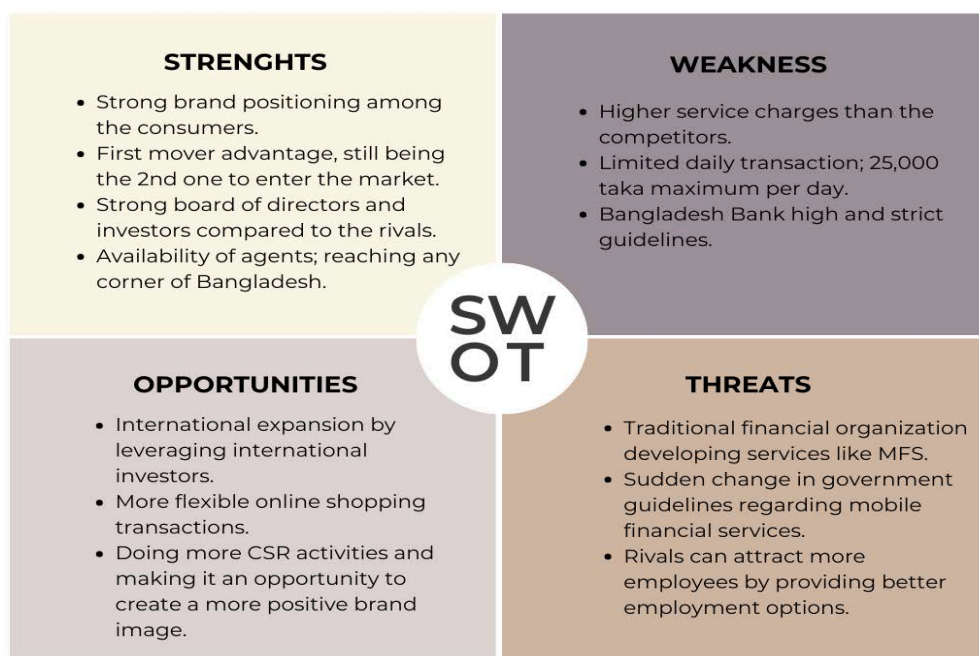 STRENGHTS
• Strong brand positioning among
the consumers.
• First mover advantage, still being
the 2nd one to enter the market.
• Strong board of directors and
investors compared to the rivals.
• Availability of agents; reaching any
corner of Bangladesh.
WEAKNESS
• Higher service charges than the
competitors.
• Limited daily transaction; 25,000
taka maximum per day.
• Bangladesh Bank high and strict
guidelines.
SW
OT
OPPORTUNITIES
• International expansion by
leveraging international
investors.
• More flexible online shopping
transactions.
• Doing more CSR activities and
making it an opportunity to
create a more positive brand
image.
THREATS
• Traditional financial organization
developing services like MFS.
• Sudden change in government
guidelines regarding mobile
financial services.
• Rivals can attract more
employees by providing better
employment options.